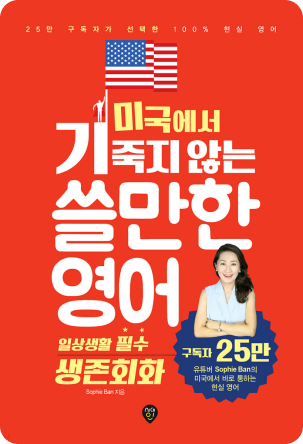 25만 구독자가 선택한 100% 현실 영어
미국에서
기죽지 않는
쓸만한
영어
일상생활 필수
생존회화
Sophie Ban 지음
구독자 25만
유튜버 Sophie Ban의
미국에서 바로 통하는
현실 영어